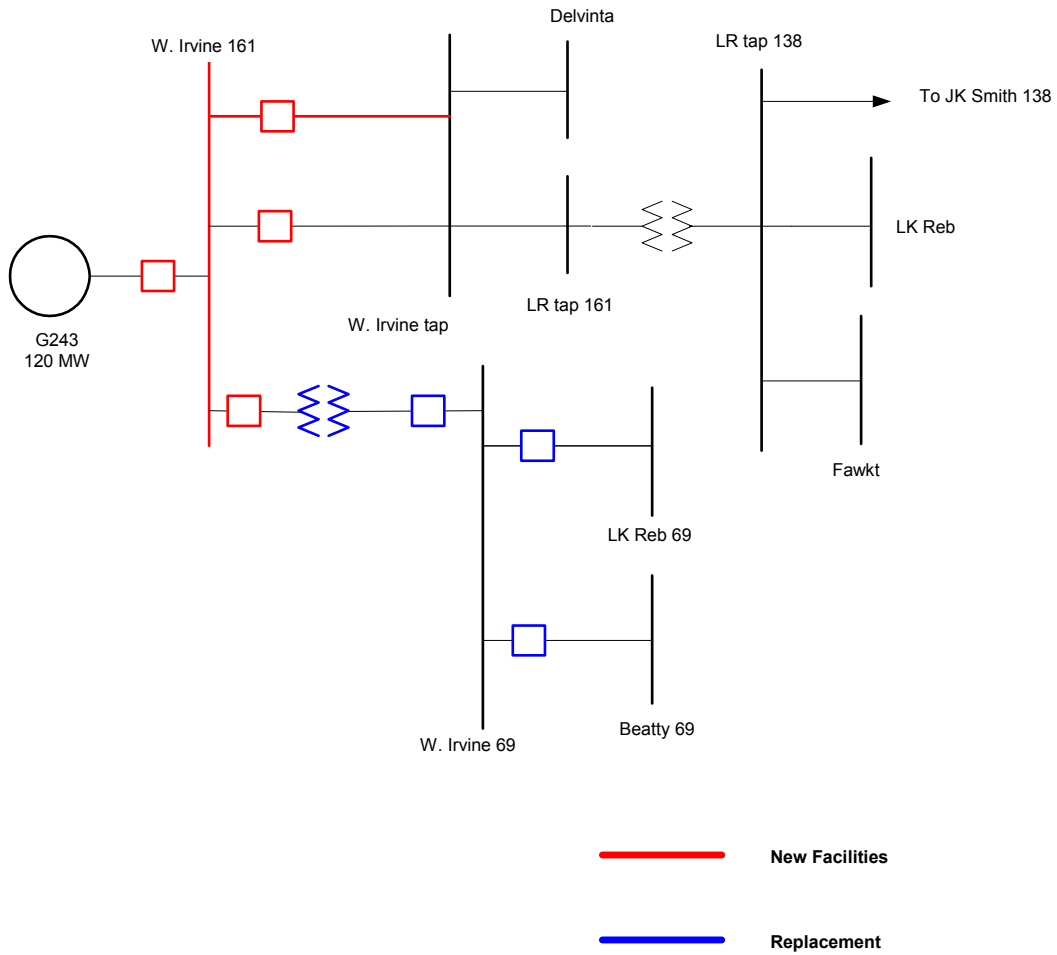 Delvinta
LR tap 138
W. Irvine 161
To JK Smith 138
LK Reb
LR tap 161
W. Irvine tap
G243
120 MW
Fawkt
LK Reb 69
Beatty 69
W. Irvine 69
New Facilities
Replacement